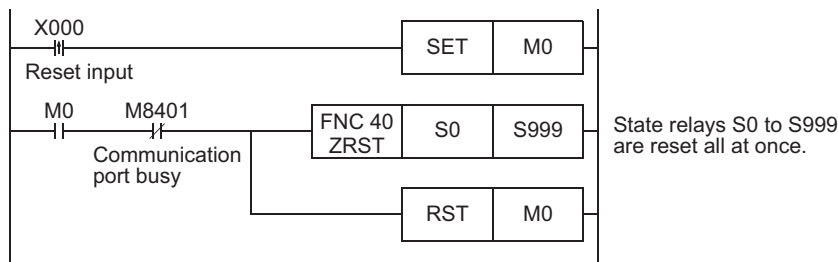 X000
SET M0
Reset input
M0 M8401
FNC 40
ZRST S0 S999
Communication
port busy
State relays S0 to S999
are reset all at once.
RST M0